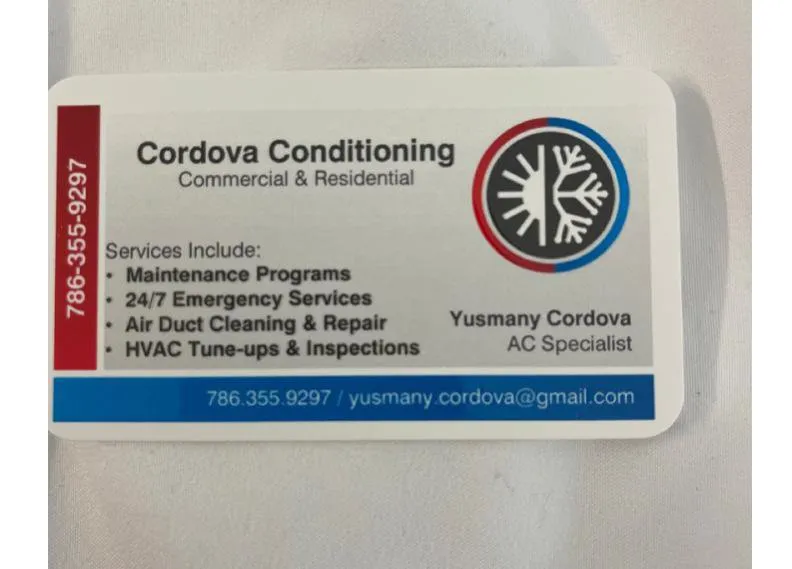 Cordova Conditioning
Commercial & Residential
786-355-9297
Services Include:
• Maintenance Programs
• 24/7 Emergency Services
• Air Duct Cleaning & Repair
• HVAC Tune-ups & Inspections
Yusmany Cordova
AC Specialist
786.355.9297 / yusmany.cordova@gmail.com